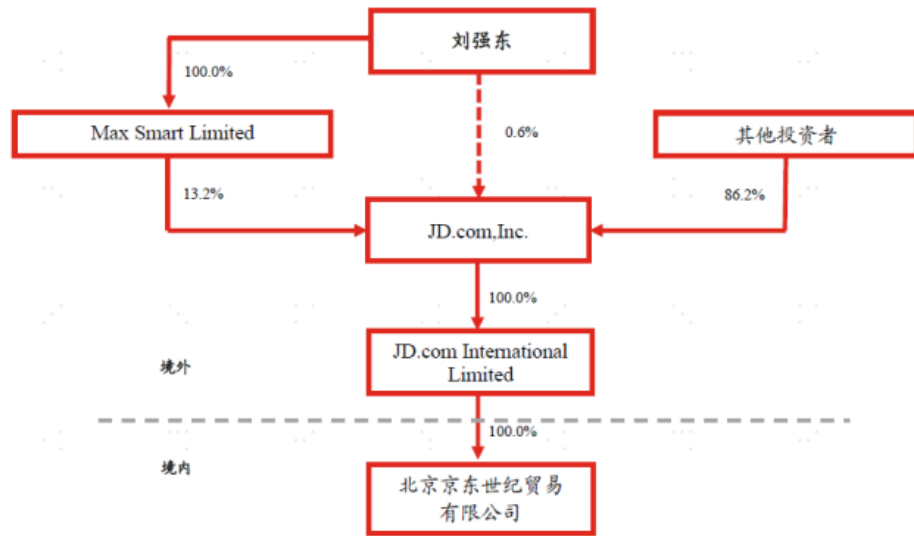 刘强东
100.0%
Max Smart Limited
0.6%
其他投资者
13.2%
86.2%
JD.com,Inc.
100.0%
JD.com International
Limited
境外
100.0%
境内
北京京东世纪贸易
有限公司